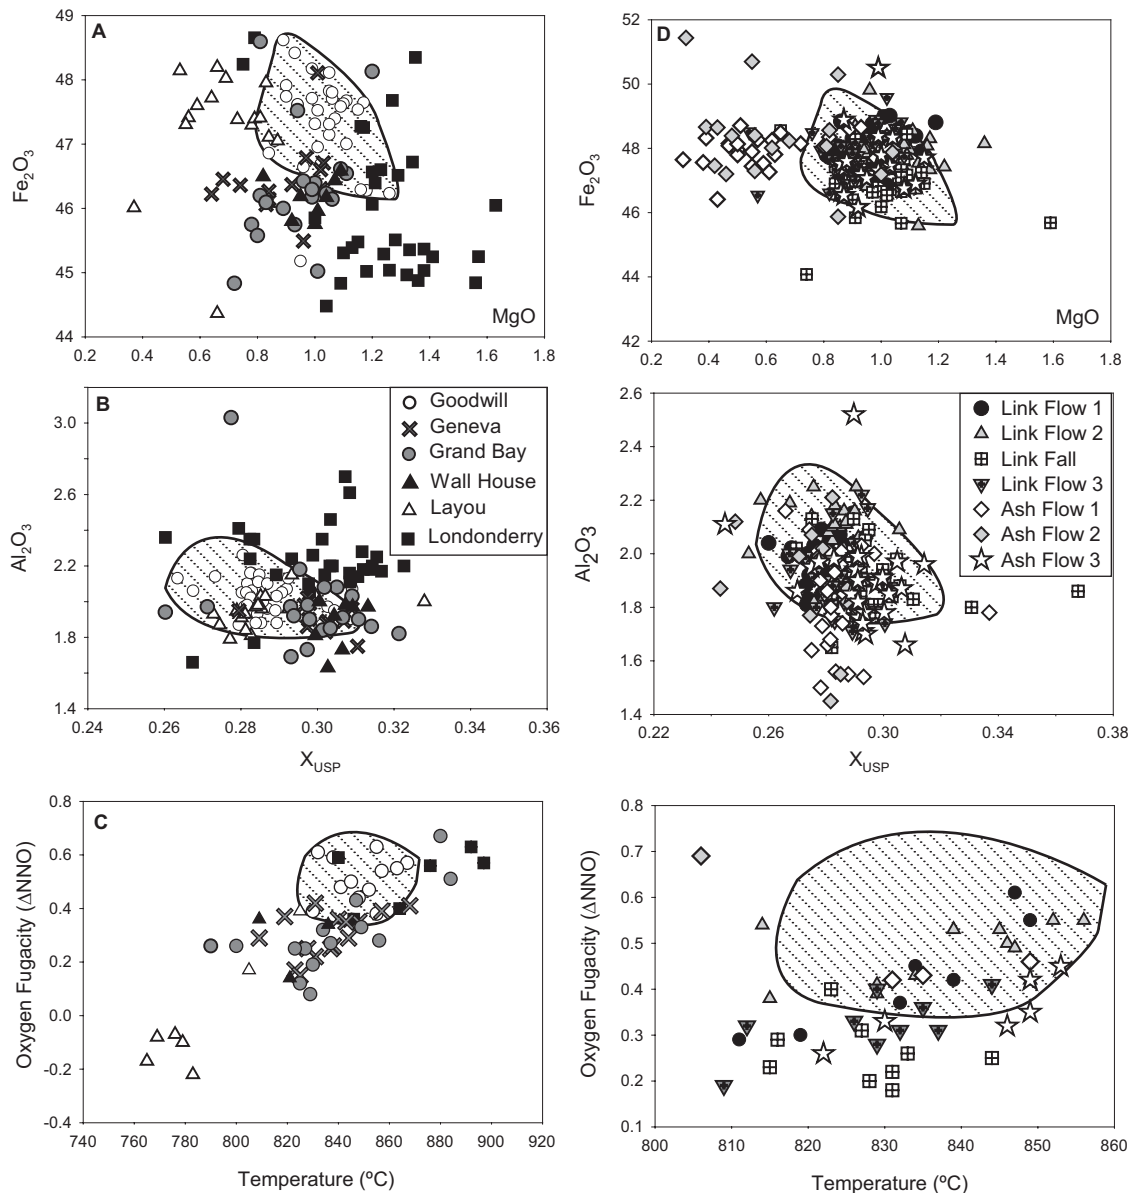 A
49
48
47
46
45
44
Fe2O3
MgO
0.2 0.4 0.6 0.8 1.0 1.2 1.4 1.6 1.8
D
52
50
48
46
44
42
Fe2O3
MgO
0.2 0.4 0.6 0.8 1.0 1.2 1.4 1.6 1.8
B
3.0
2.6
2.2
1.8
1.4
Al2O3
Goodwill
Geneva
Grand Bay
Wall House
Layou
Londonderry
0.24 0.26 0.28 0.30 0.32 0.34 0.36
XUSP
2.6
2.4
2.2
2.0
1.8
1.6
1.4
Al2O3
Link Flow 1
Link Flow 2
Link Fall
Link Flow 3
Ash Flow 1
Ash Flow 2
Ash Flow 3
0.22 0.26 0.30 0.34 0.38
XUSP
C
0.8
0.6
0.4
0.2
0.0
-0.2
-0.4
Oxygen Fugacity (ΔNNO)
740 760 780 800 820 840 860 880 900 920
Temperature (ºC)
0.8
0.7
0.6
0.5
0.4
0.3
0.2
0.1
Oxygen Fugacity (ΔNNO)
800 810 820 830 840 850 860
Temperature (ºC)